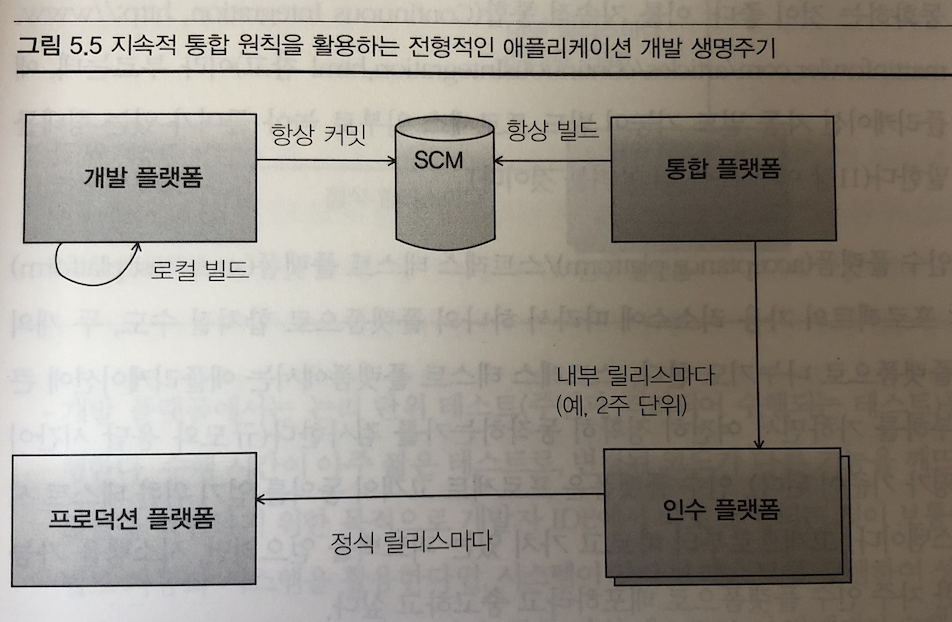 그림 5.5 지속적 통합 원칙을 활용하는 전형적인 애플리케이션 개발 생명주기
개발 플랫폼
항상 커밋
SCM
항상 빌드
통합 플랫폼
로컬 빌드
내부 릴리스마다
(예, 2주 단위)
프로덕션 플랫폼
정식 릴리스마다
인수 플랫폼